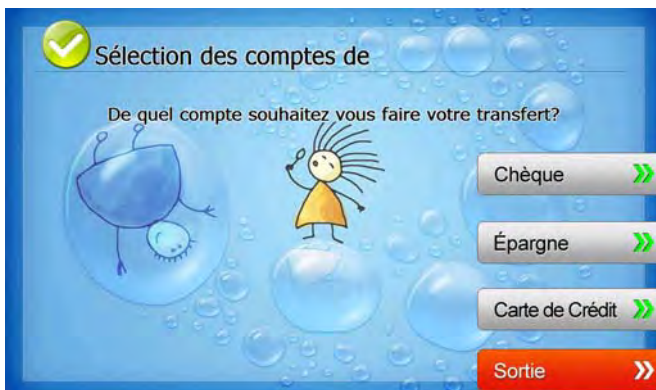 Sélection des comptes de
De quel compte souhaitez vous faire votre transfert?
Chèque
Épargne
Carte de Crédit
Sortie